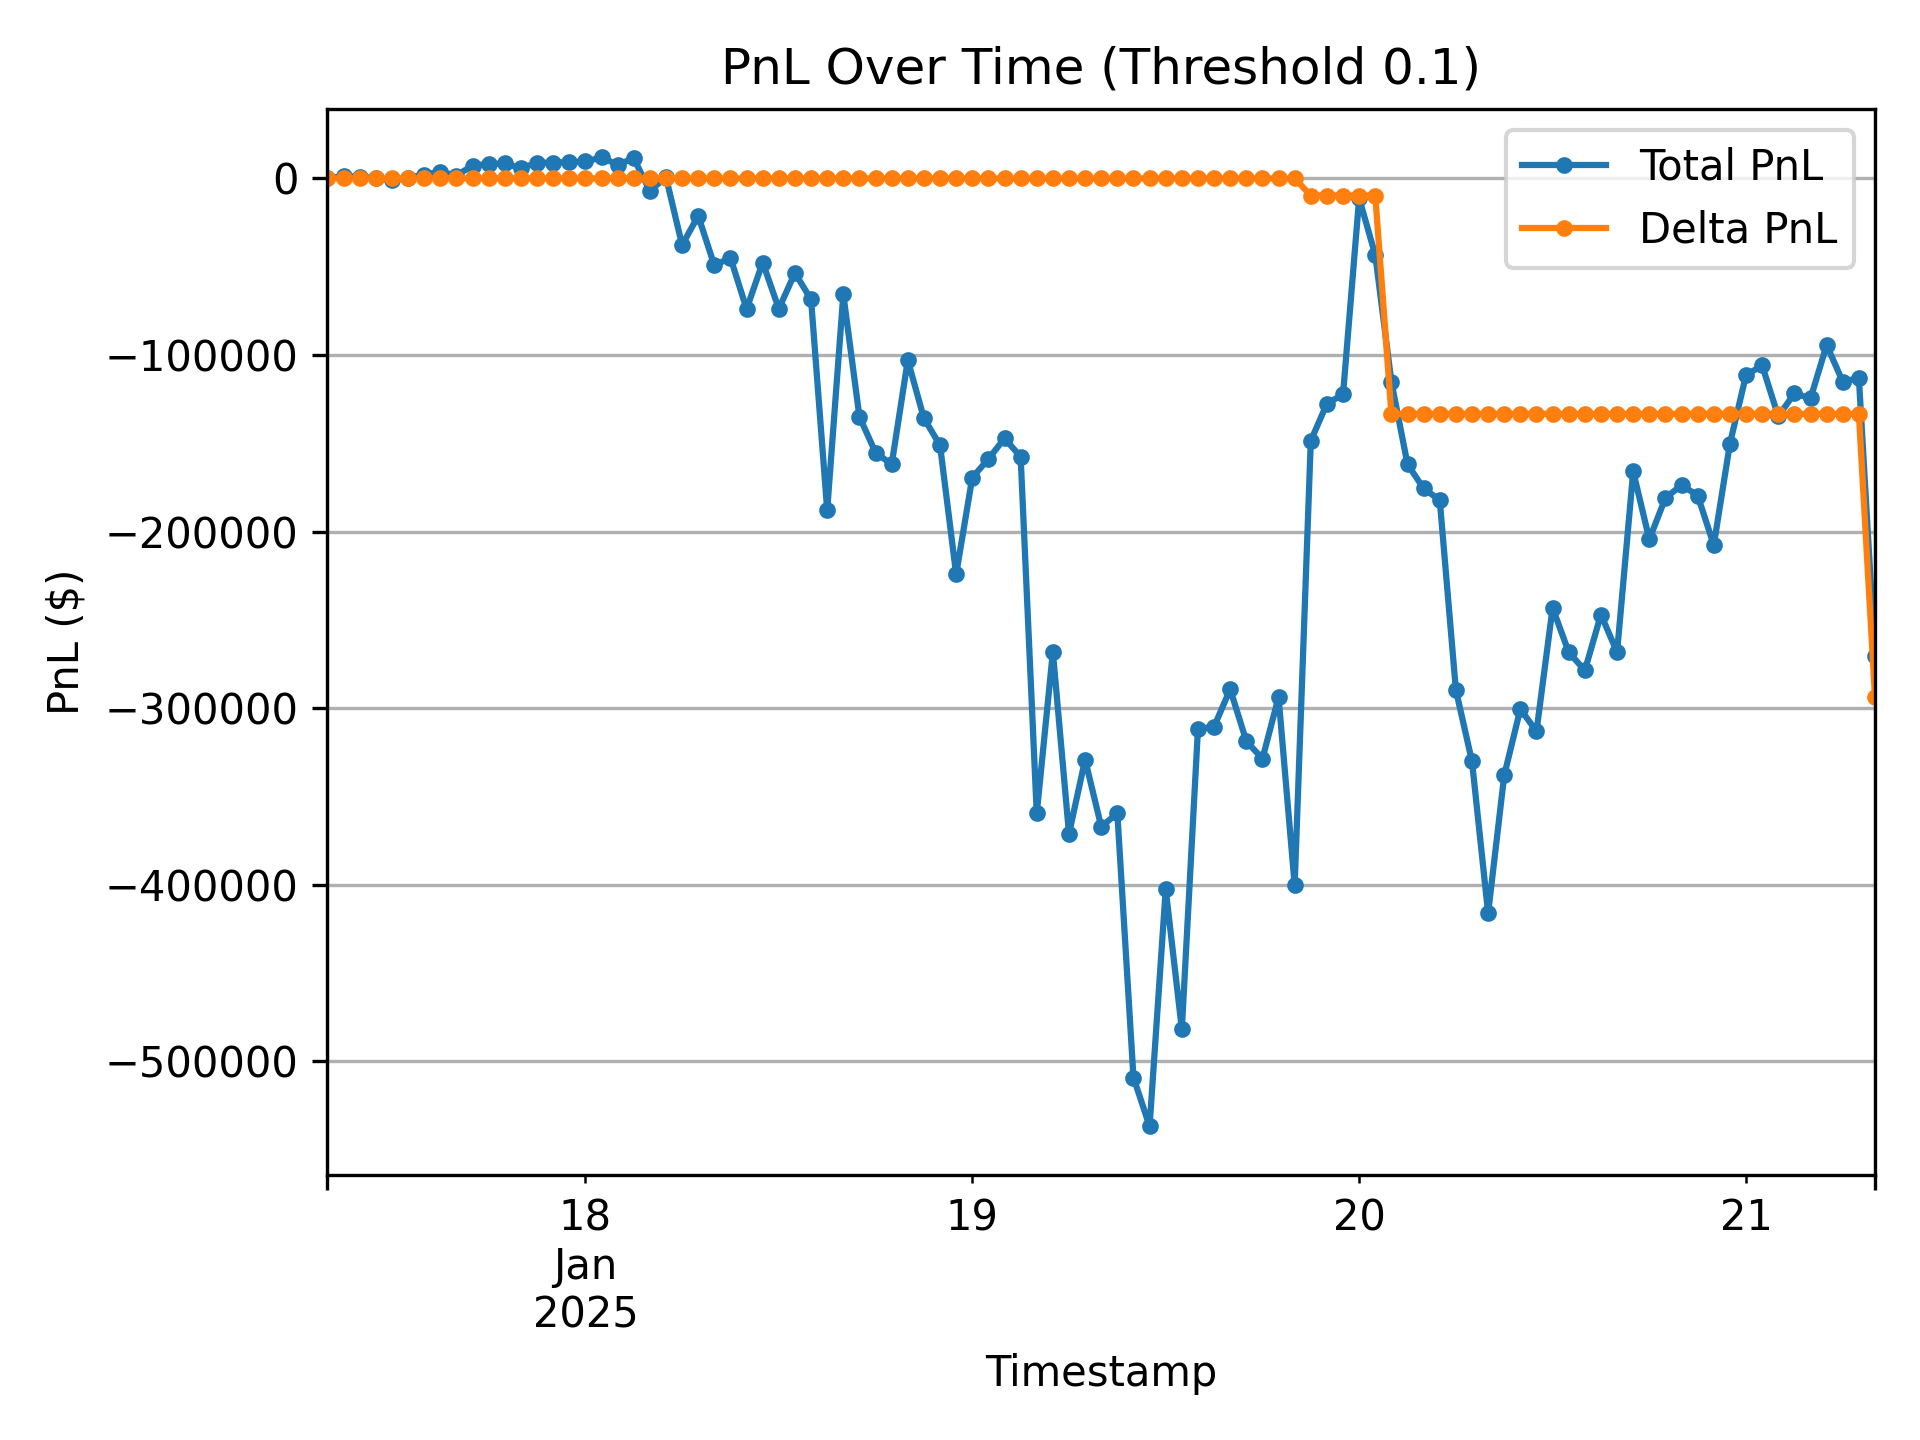 PnL Over Time (Threshold 0.1)
Total PnL
Delta PnL
0
−100000
−200000
−300000
−400000
−500000
PnL ($)
18
19
20
21
Jan
2025
Timestamp